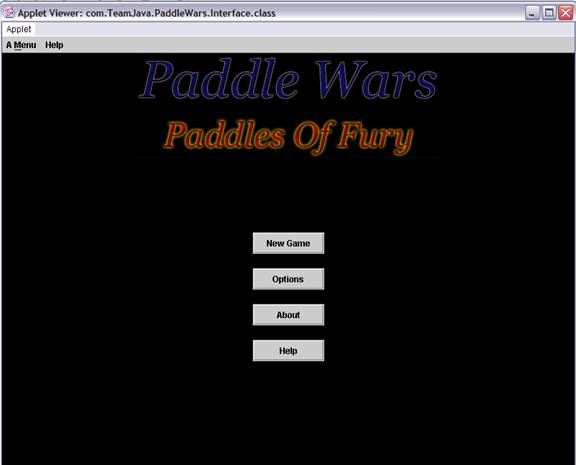 Applet Viewer: com.TeamJava.PaddleWars.Interface.class
Applet
A Menu Help
Paddle Wars
Paddles Of Fury
New Game
Options
About
Help